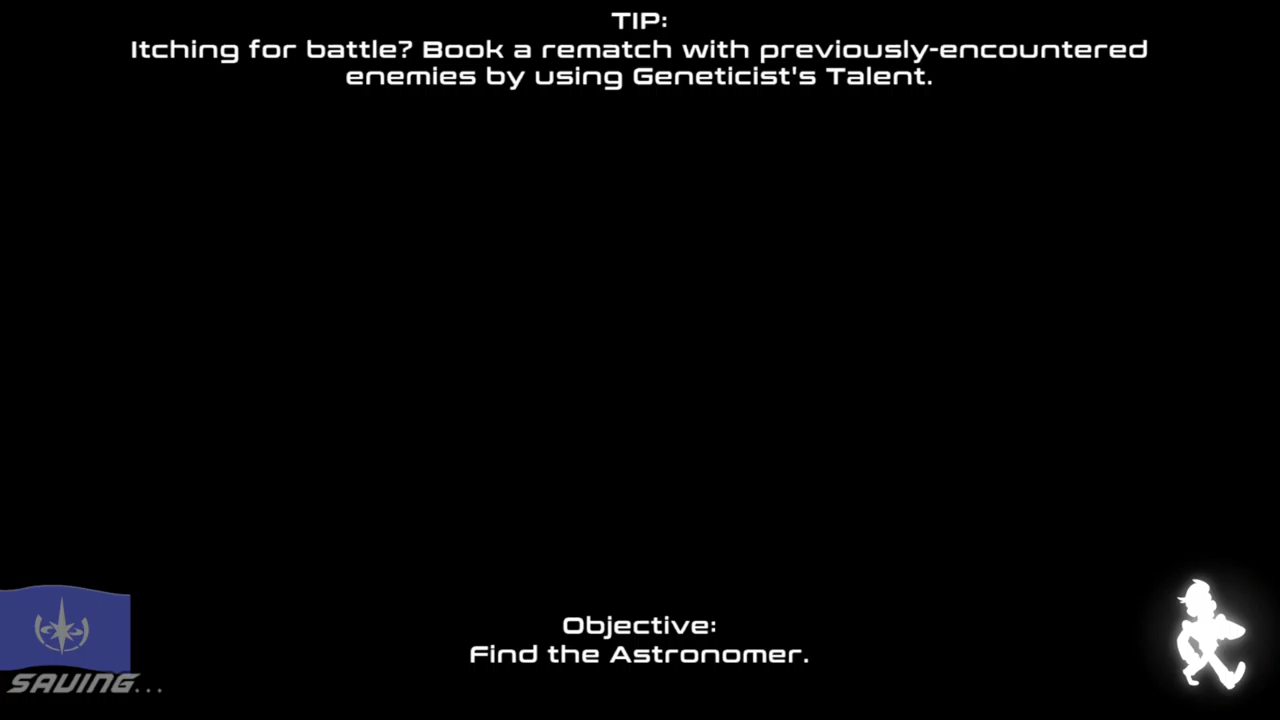 TIP:
Itching for battle? Book a rematch with previously-encountered
enemies by using Geneticist's Talent.
Objective:
Find the Astronomer.
SAVING...